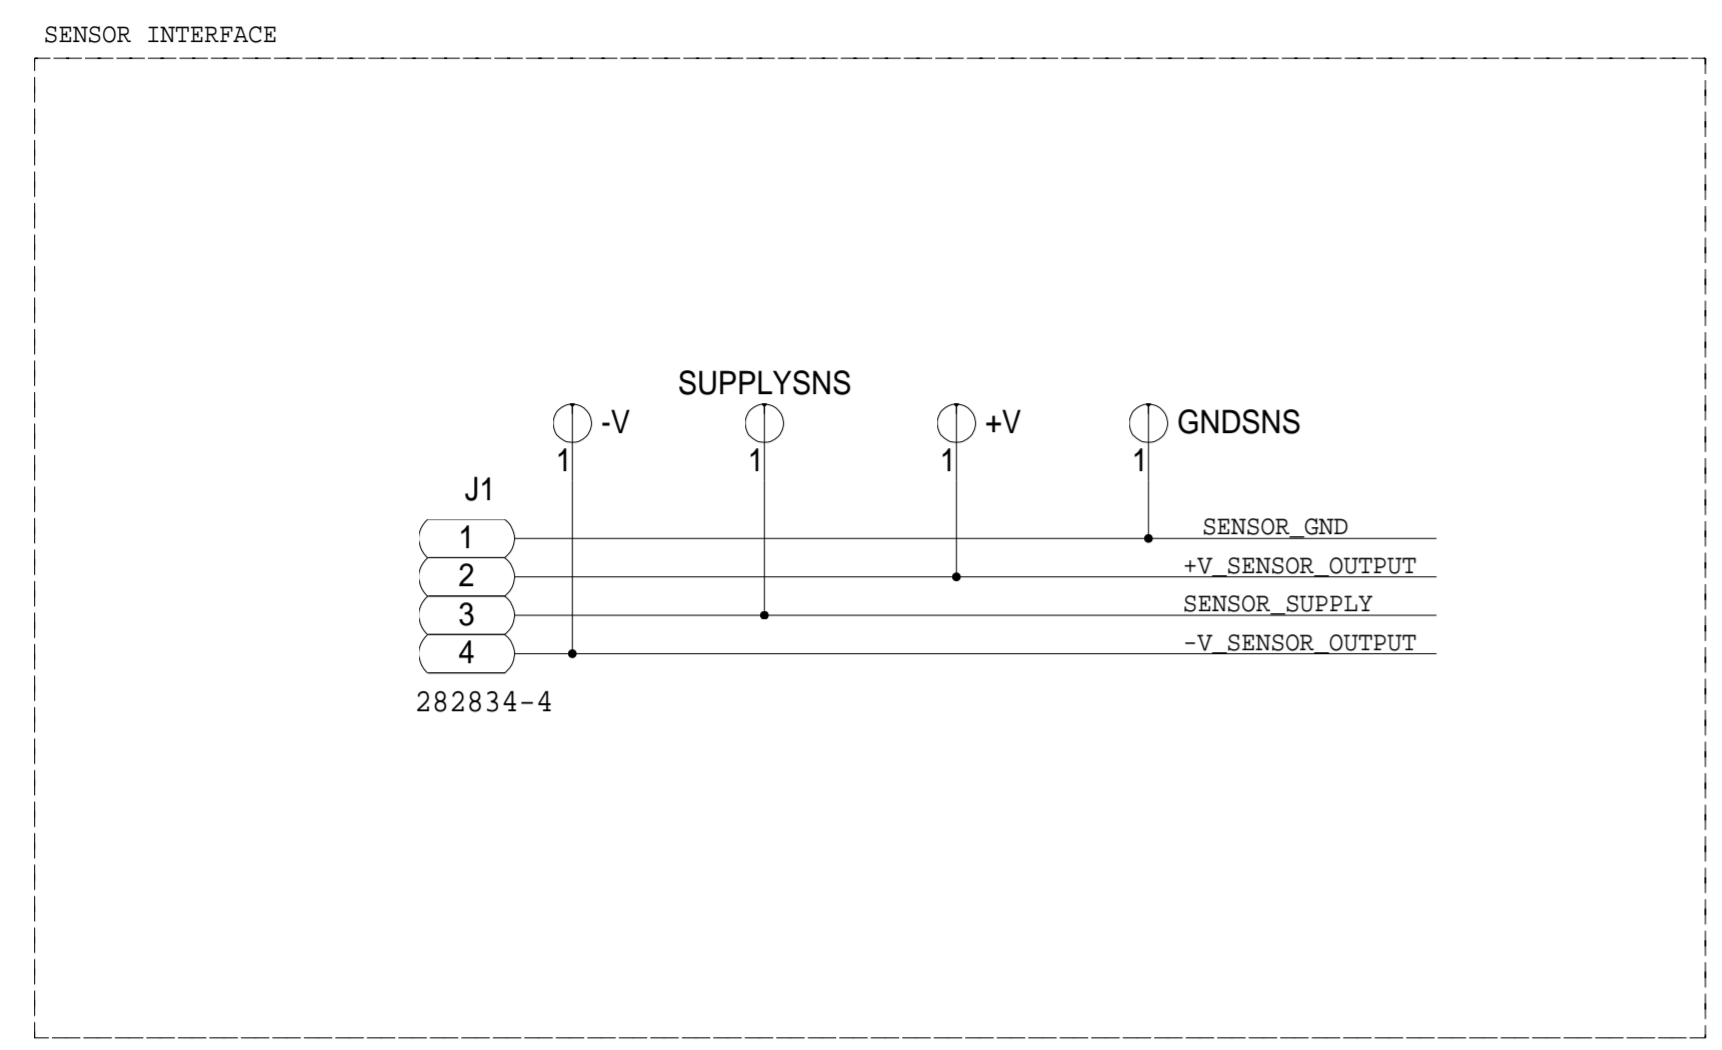 SENSOR INTERFACE
SUPPLYSNS
-V
+V
GNDSNS
1
1
1
1
J1
1
SENSOR_GND
2
+V_SENSOR_OUTPUT
3
SENSOR_SUPPLY
4
-V_SENSOR_OUTPUT
282834-4